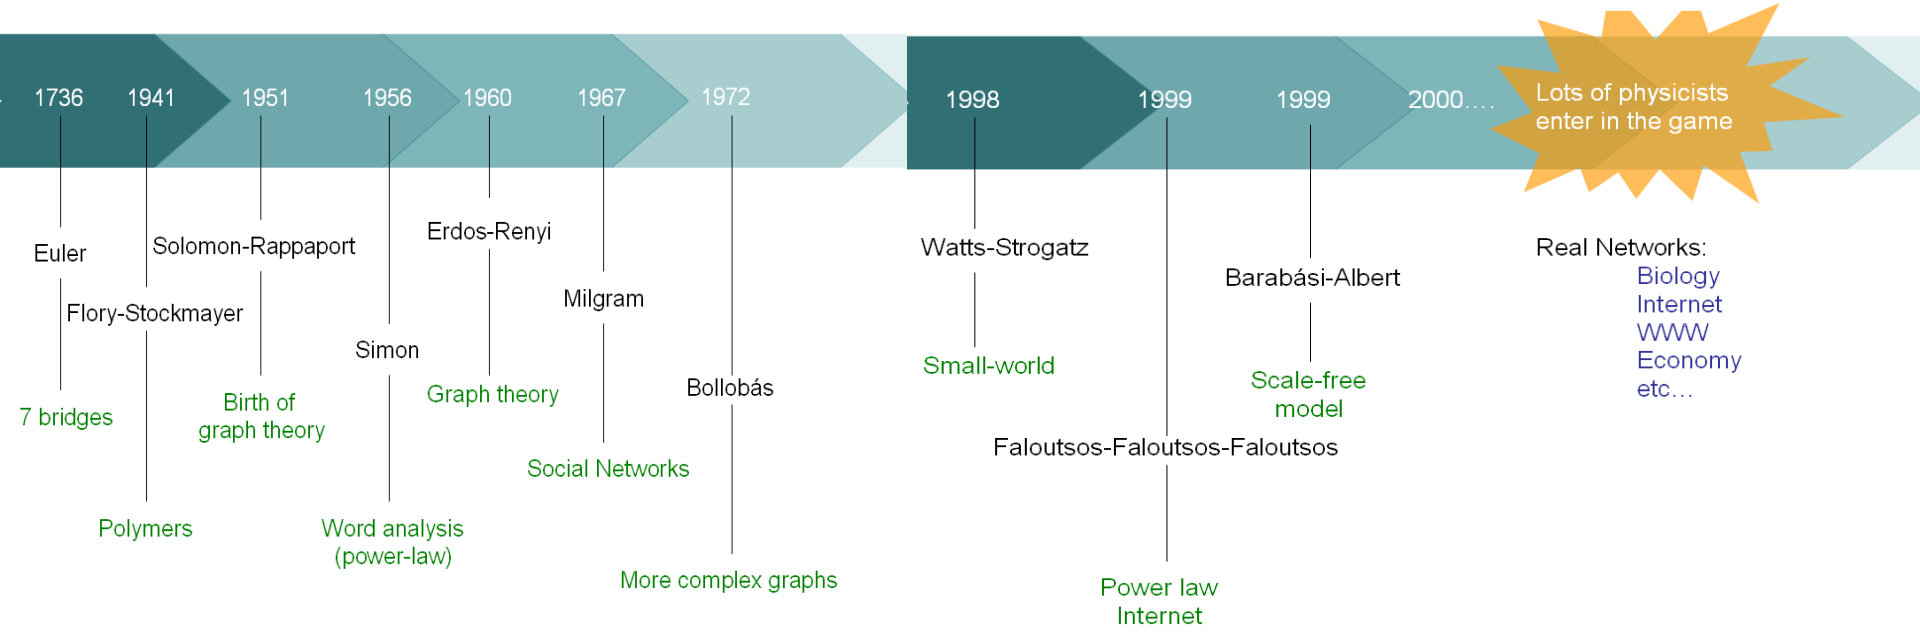 1736
1941
1951
1956
1960
1967
1972
1998
1999
1999
2000....
Lots of physicists
enter in the game
Euler
Flory-Stockmayer
Solomon-Rappaport
Simon
Erdos-Renyi
Milgram
Bollobás
Watts-Strogatz
Faloutsos-Faloutsos-Faloutsos
Barabási-Albert
7 bridges
Polymers
Birth of
graph theory
Word analysis
(power-law)
Graph theory
Social Networks
More complex graphs
Small-world
Power law
Internet
Scale-free
model
Real Networks:
Biology
Internet
WWW
Economy
etc...